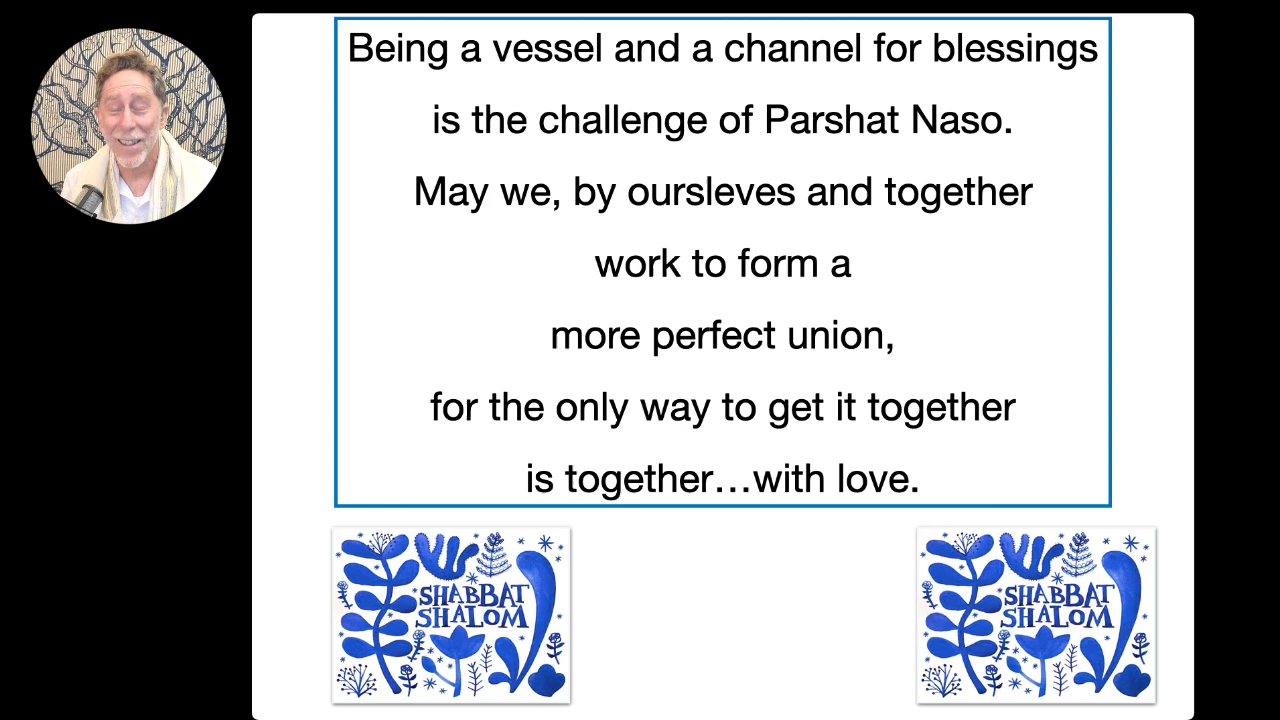 Being a vessel and a channel for blessings
is the challenge of Parshat Naso.
May we, by oursleves and together
work to form a
more perfect union,
for the only way to get it together
is together…with love.
SHABBAT
SHALOM
SHABBAT
SHALOM